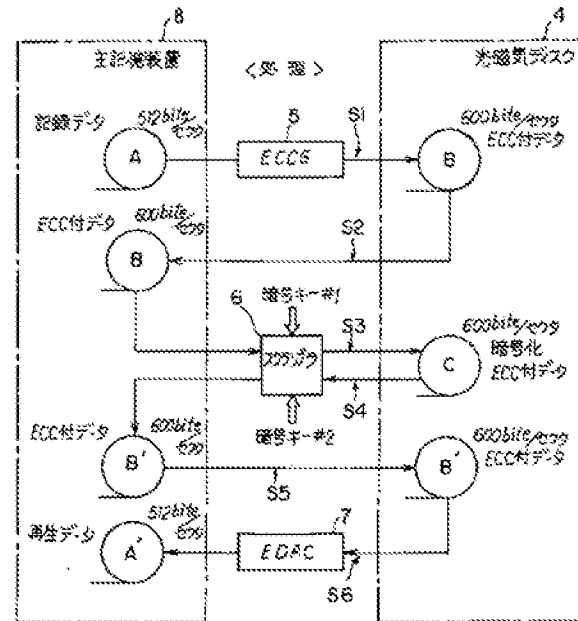 8
4
主記憶装置
<処理>
光磁気ディスク
記録データ
512bite/セクタ
A
5
ECCG
S1
B
600bite/セクタ
ECC付データ
ECC付データ
600bite/セクタ
B
S2
暗号キー#1
6
スクランブラ
S3
S4
C
600bite/セクタ
暗号化
ECC付データ
暗号キー#2
ECC付データ
600bite/セクタ
B'
S5
B'
600bite/セクタ
ECC付データ
再生データ
512bite/セクタ
A'
7
EDAC
S6